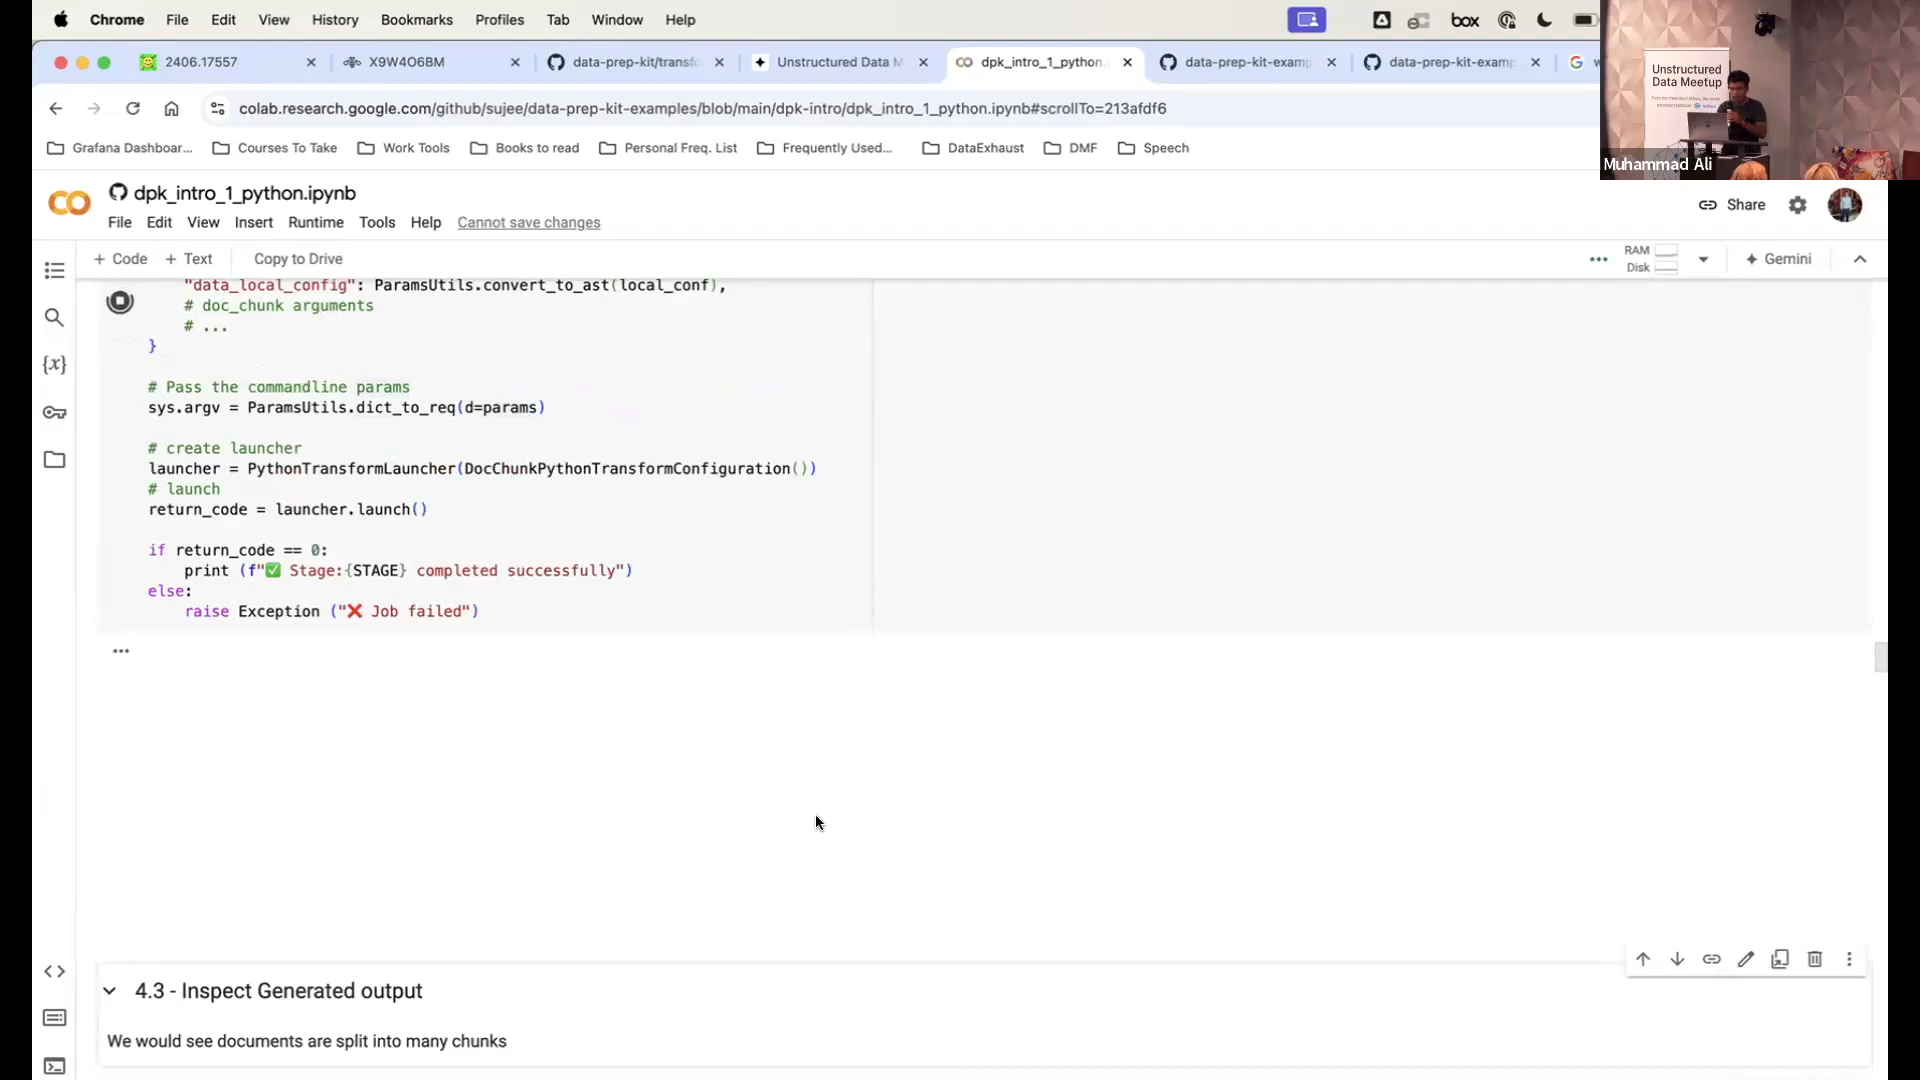 Chrome File Edit View History Bookmarks Profiles Tab Window Help
box
2406.17557
X9W4O6BM
data-prep-kit/transfo
Unstructured Data M
dpk_intro_1_python.
data-prep-kit-examp
data-prep-kit-examp
colab.research.google.com/github/sujee/data-prep-kit-examples/blob/main/dpk-intro/dpk_intro_1_python.ipynb#scrollTo=213afdf6
Grafana Dashboar... Courses To Take Work Tools Books to read Personal Freq. List Frequently Used... DataExhaust DMF Speech
Unstructured
Data Meetup
Muhammad Ali
dpk_intro_1_python.ipynb
File Edit View Insert Runtime Tools Help Cannot save changes
Share
+ Code + Text Copy to Drive
RAM
Disk
Gemini
"data_local_config": ParamsUtils.convert_to_ast(local_conf),
# doc_chunk arguments
# ...
}
# Pass the commandline params
sys.argv = ParamsUtils.dict_to_req(d=params)
# create launcher
launcher = PythonTransformLauncher(DocChunkPythonTransformConfiguration())
# launch
return_code = launcher.launch()
if return_code == 0:
print (f"✅ Stage:{STAGE} completed successfully")
else:
raise Exception ("❌ Job failed")
...
4.3 - Inspect Generated output
We would see documents are split into many chunks